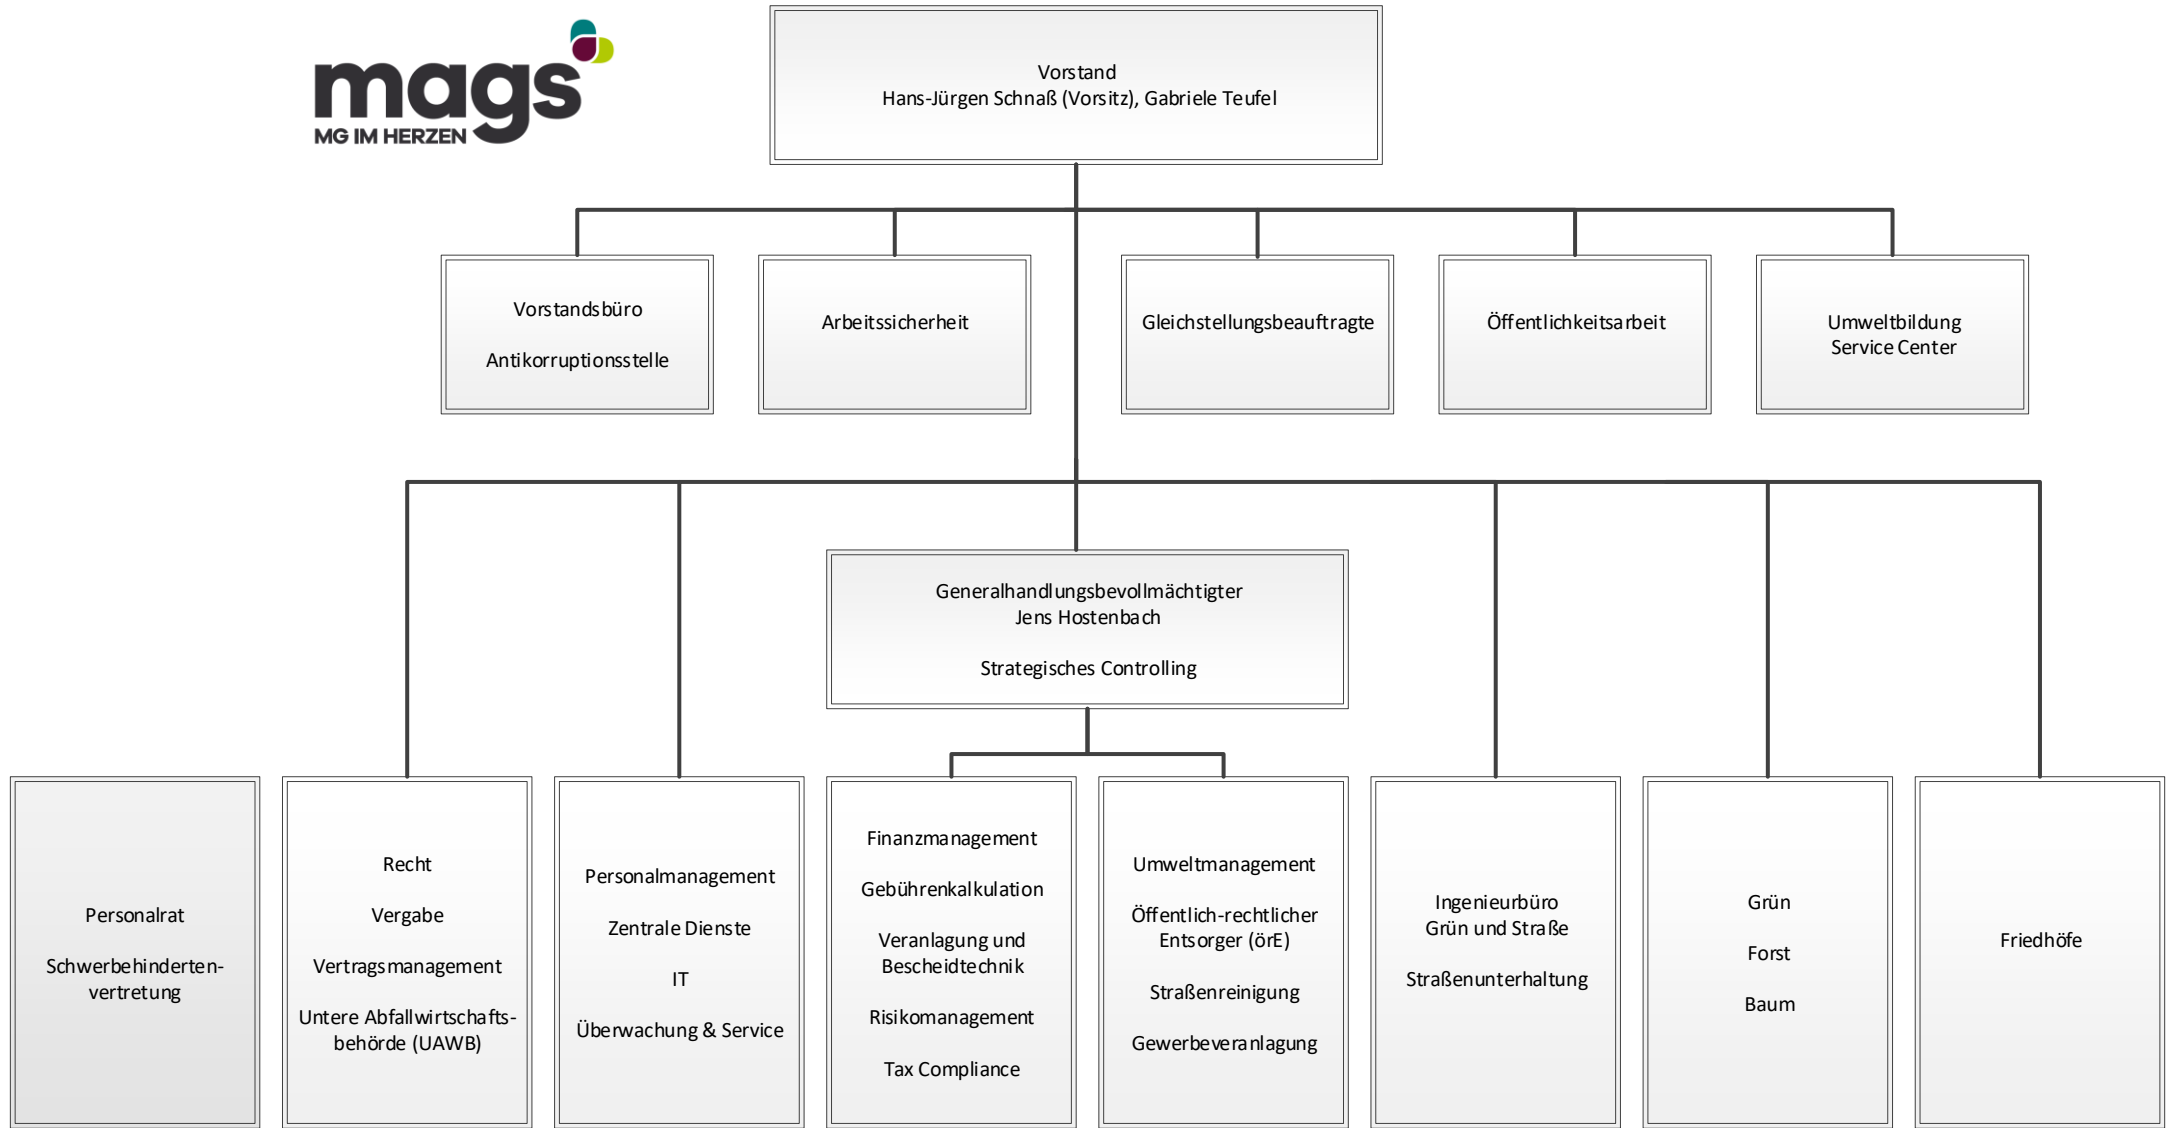 mags
MG IM HERZEN
Vorstand
Hans-Jürgen Schnaß (Vorsitz), Gabriele Teufel
Vorstandsbüro
Antikorruptionsstelle
Arbeitssicherheit
Gleichstellungsbeauftragte
Öffentlichkeitsarbeit
Umweltbildung
Service Center
Generalhandlungsbevollmächtigter
Jens Hostenbach
Strategisches Controlling
Personalrat
Schwerbehinderten-
vertretung
Recht
Vergabe
Vertragsmanagement
Untere Abfallwirtschafts-
behörde (UAWB)
Personalmanagement
Zentrale Dienste
IT
Überwachung & Service
Finanzmanagement
Gebührenkalkulation
Veranlagung und
Bescheidtechnik
Risikomanagement
Tax Compliance
Umweltmanagement
Öffentlich-rechtlicher
Entsorger (örE)
Straßenreinigung
Gewerbeveranlagung
Ingenieurbüro
Grün und Straße
Straßenunterhaltung
Grün
Forst
Baum
Friedhöfe